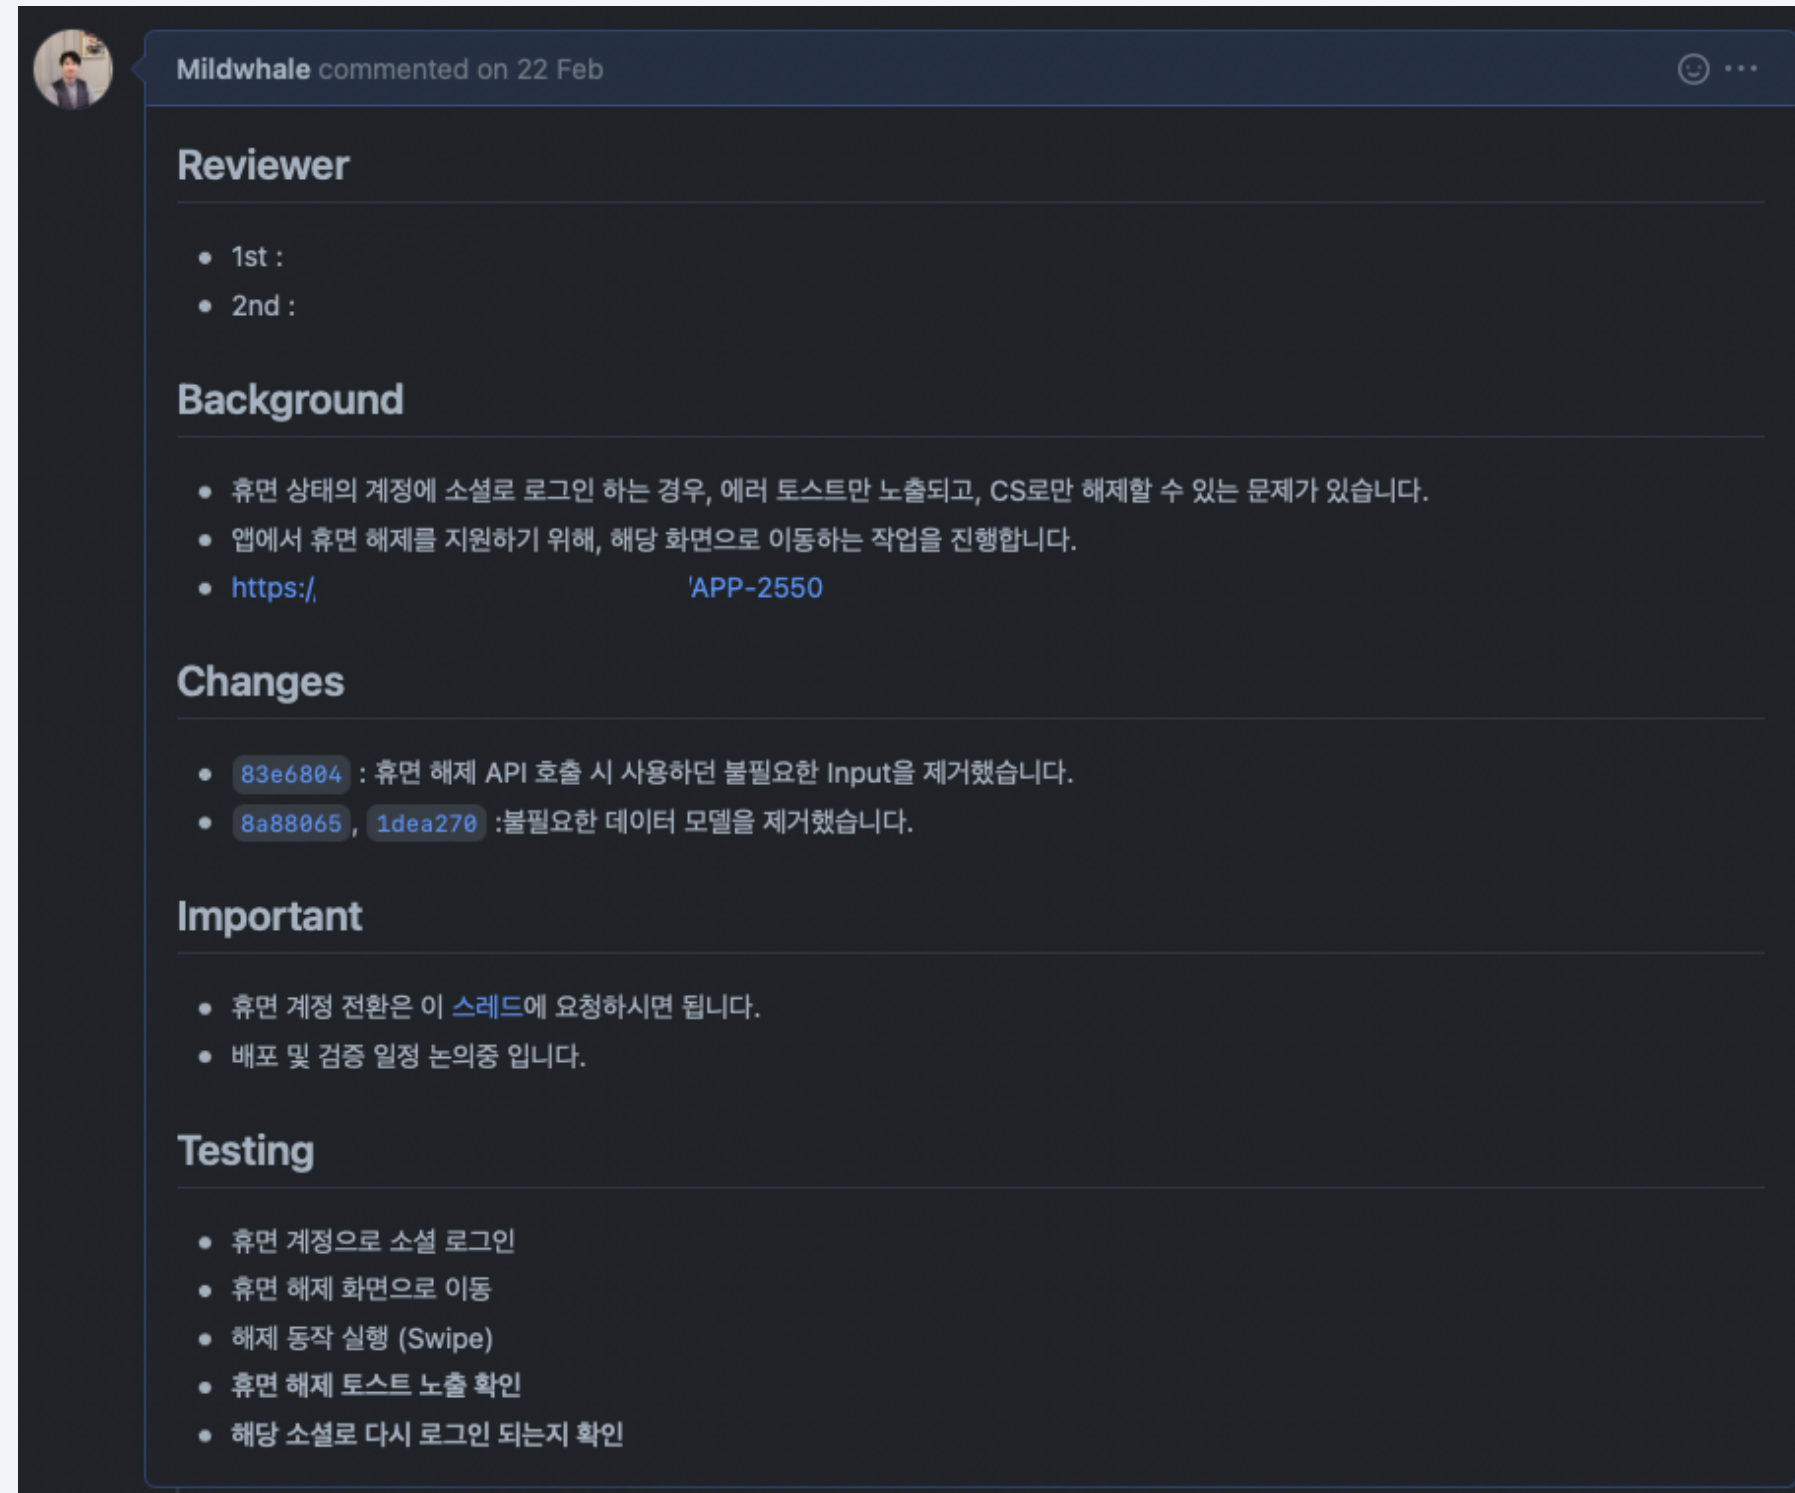 Mildwhale commented on 22 Feb
Reviewer
1st :
2nd :
Background
휴면 상태의 계정에 소셜로 로그인 하는 경우, 에러 토스트만 노출되고, CS로만 해제할 수 있는 문제가 있습니다.
앱에서 휴면 해제를 지원하기 위해, 해당 화면으로 이동하는 작업을 진행합니다.
https:/ /APP-2550
Changes
83e6804 : 휴면 해제 API 호출 시 사용하던 불필요한 Input을 제거했습니다.
8a88065, 1dea270 :불필요한 데이터 모델을 제거했습니다.
Important
휴면 계정 전환은 이 스레드에 요청하시면 됩니다.
배포 및 검증 일정 논의중 입니다.
Testing
휴면 계정으로 소셜 로그인
휴면 해제 화면으로 이동
해제 동작 실행 (Swipe)
휴면 해제 토스트 노출 확인
해당 소셜로 다시 로그인 되는지 확인